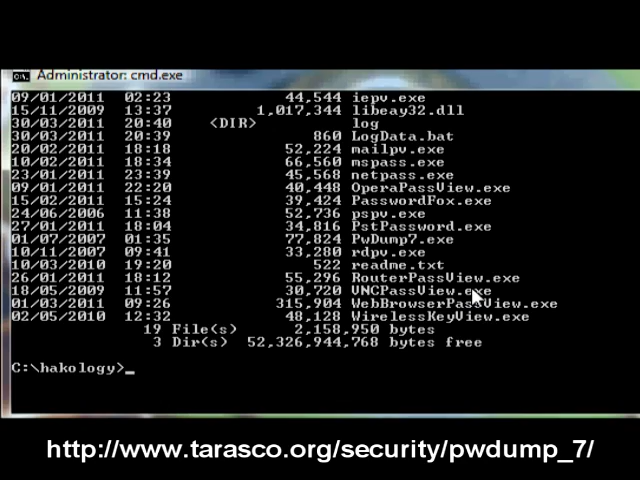 Administrator: cmd.exe
09/01/2011 02:23 44,544 iepv.exe
15/11/2009 13:37 1,017,344 libeay32.dll
30/03/2011 20:40 <DIR> log
30/03/2011 20:39 860 LogData.bat
20/02/2011 18:18 52,224 mailpv.exe
10/02/2011 18:34 66,560 mspass.exe
23/01/2011 23:39 45,568 netpass.exe
09/01/2011 22:20 40,448 OperaPassView.exe
15/02/2011 15:24 39,424 PasswordFox.exe
24/06/2006 11:38 52,736 pspv.exe
27/01/2011 18:04 34,816 PstPassword.exe
01/07/2007 01:35 77,824 PwDump7.exe
10/11/2007 09:41 33,280 rdpv.exe
10/03/2010 19:20 522 readme.txt
26/01/2011 18:12 55,296 RouterPassView.exe
18/05/2009 11:57 30,720 VNCPassView.exe
01/03/2011 09:26 315,904 WebBrowserPassView.exe
02/05/2010 12:32 48,128 WirelessKeyView.exe
19 File(s) 2,158,950 bytes
3 Dir(s) 52,326,944,768 bytes free
C:\hakology>_
http://www.tarasco.org/security/pwdump_7/